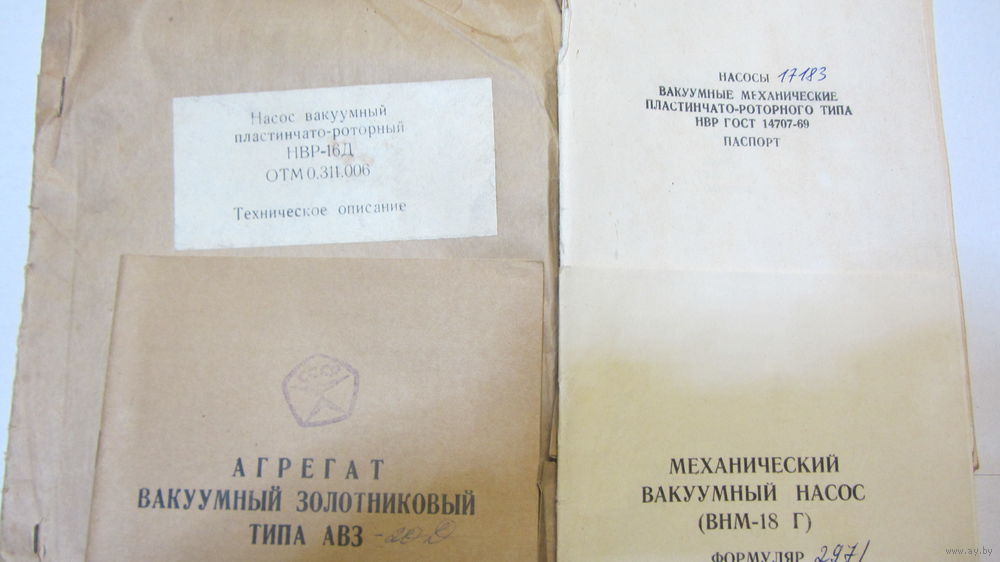 Насос вакуумный
пластинчато-роторный
НВР-16Д
ОТМ0.311.006
Техническое описание
НАСОСЫ 17183
ВАКУУМНЫЕ МЕХАНИЧЕСКИЕ
ПЛАСТИНЧАТО-РОТОРНОГО ТИПА
НВР ГОСТ 14707-69
ПАСПОРТ
СССР
АГРЕГАТ
ВАКУУМНЫЙ ЗОЛОТНИКОВЫЙ
ТИПА АВЗ -20Д
МЕХАНИЧЕСКИЙ
ВАКУУМНЫЙ НАСОС
(ВНМ-18 Г)
ФОРМУЛЯР 2971
www.ay.by